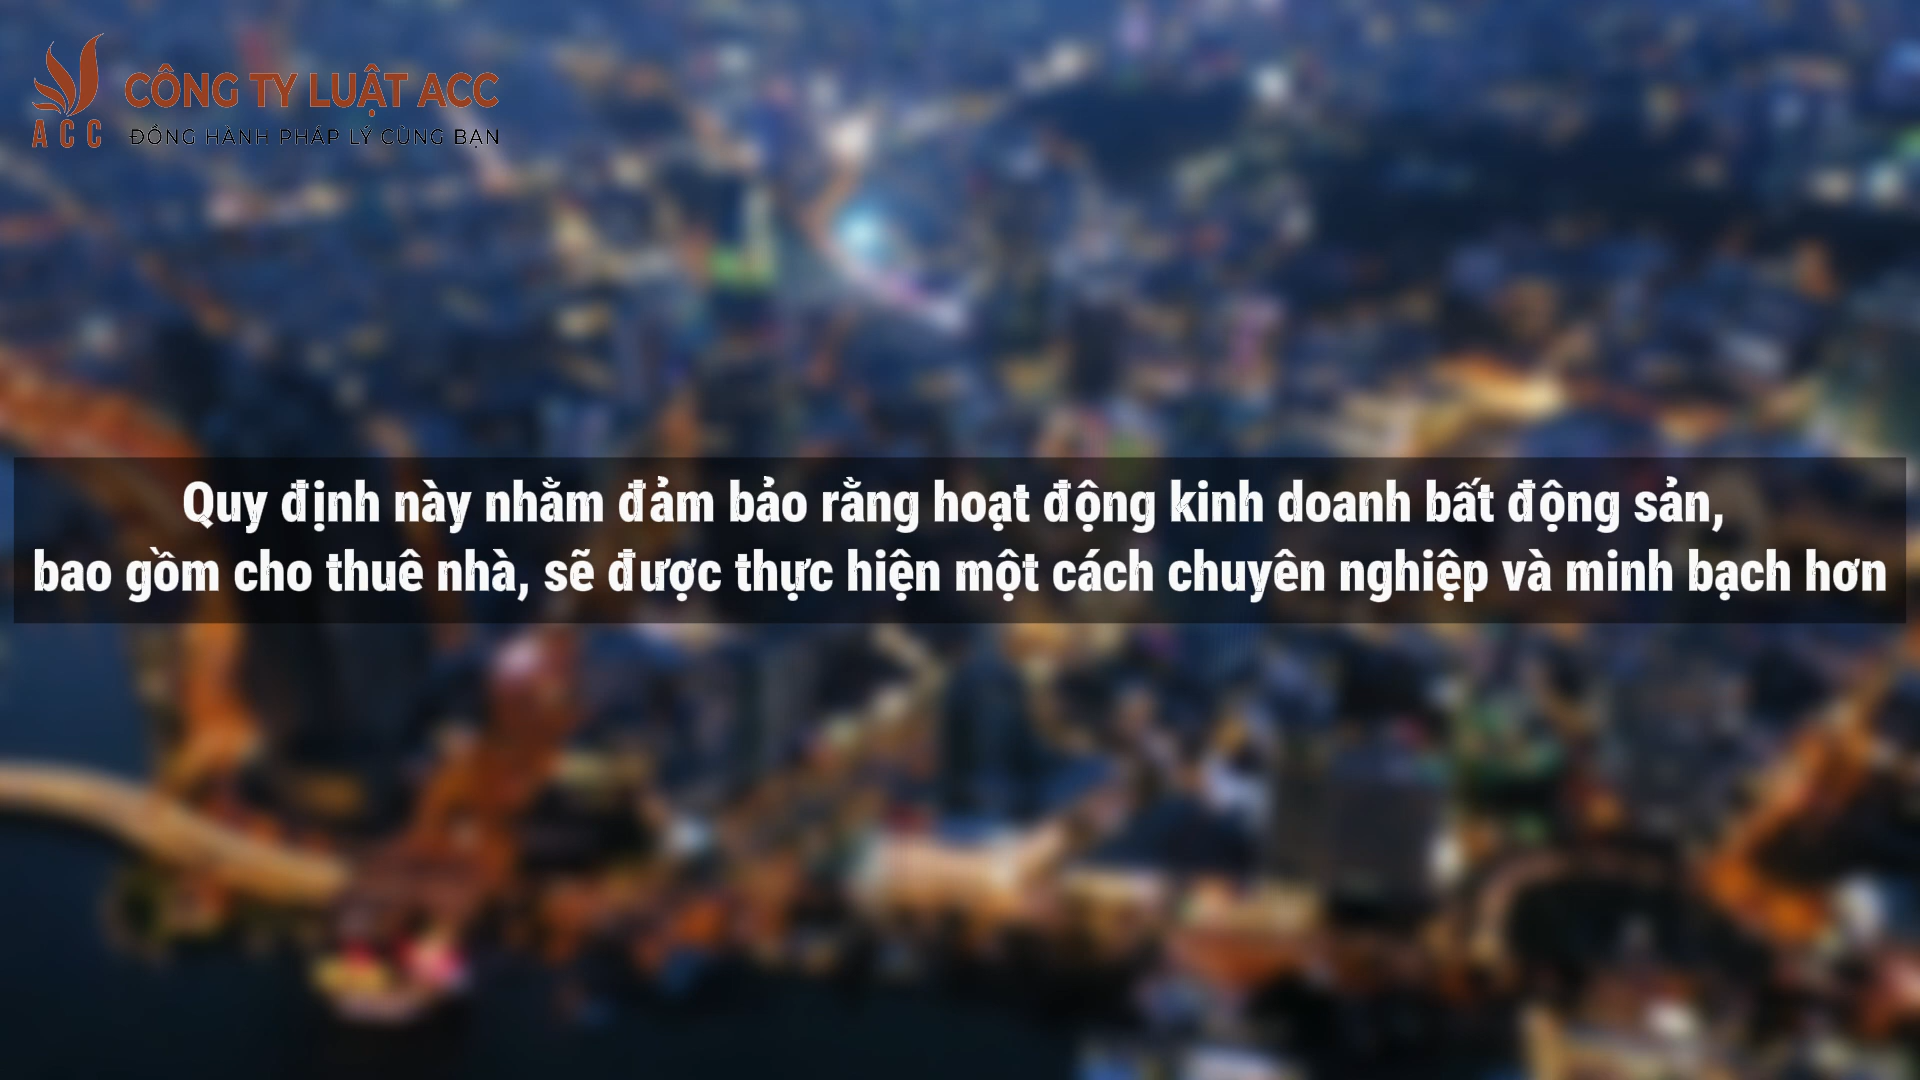 CÔNG TY LUẬT ACC
ACC
ĐỒNG HÀNH PHÁP LÝ CÙNG BẠN
Quy định này nhằm đảm bảo rằng hoạt động kinh doanh bất động sản,
bao gồm cho thuê nhà, sẽ được thực hiện một cách chuyên nghiệp và minh bạch hơn